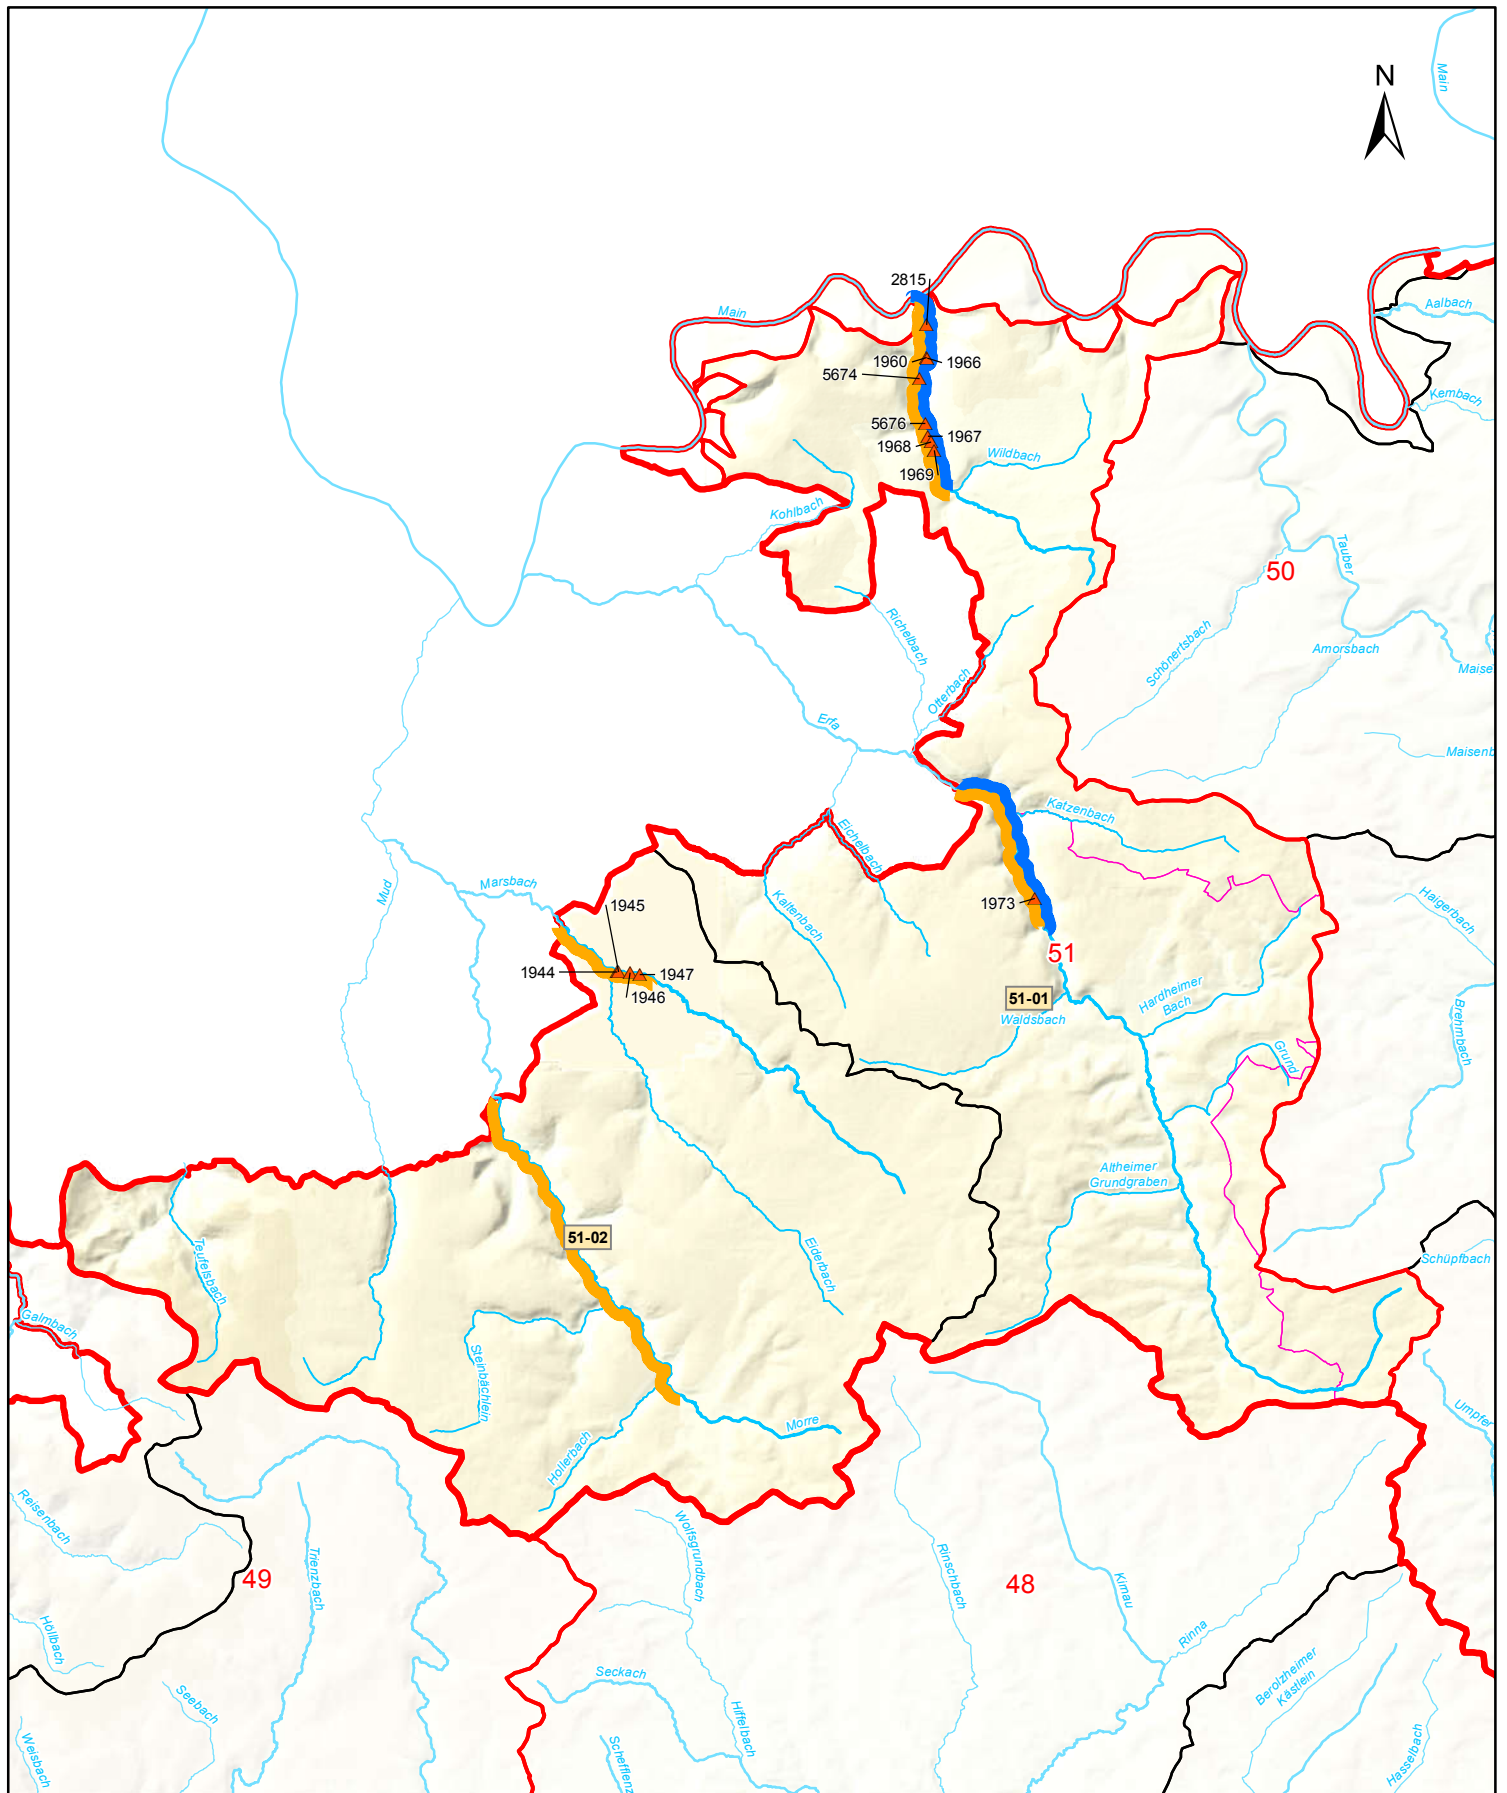 N
Main
2815
Main
Aalbach
1960
1966
5674
Kembach
5676
1967
1968
Wildbach
1969
Kohlbach
Tauber
50
Richelbach
Schönertsbach
Amorsbach
Maise
Otterbach
Erfa
Maisenb
Katzenbach
Eichelbach
Mud
Marsbach
1945
Kaltenbach
1973
Haigerbach
51
1944
1947
1946
51-01
Waldsbach
Hardheimer
Bach
Brehmbach
Grund
Altheimer
Grundgraben
51-02
Eiderbach
Teufelsbach
Schüpfbach
Galmbach
Steinbächlein
Morre
Umpfer
Hollerbach
Reisenbach
Wolfsgrundbach
Trienzbach
Rinschbach
49
48
Kirnau
Höllbach
Rinna
Seckach
Berolzheimer
Kästlein
Seebach
Hiffelbach
Weisbach
Schefflenz
Hasselbach